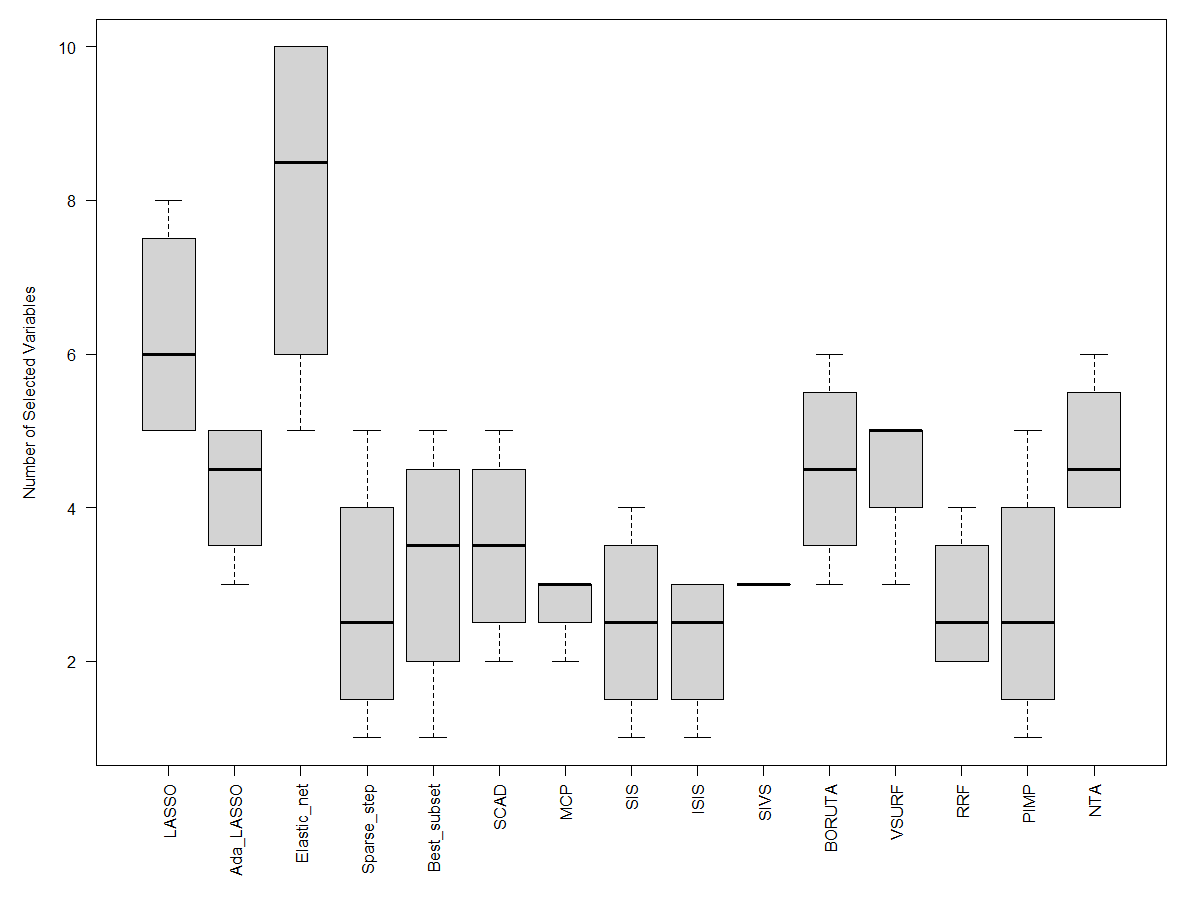 10
8
6
4
2
Number of Selected Variables
LASSO
Ada_LASSO
Elastic_net
Sparse_step
Best_subset
SCAD
MCP
SIS
ISIS
SIVS
BORUTA
VSURF
RRF
PIMP
NTA